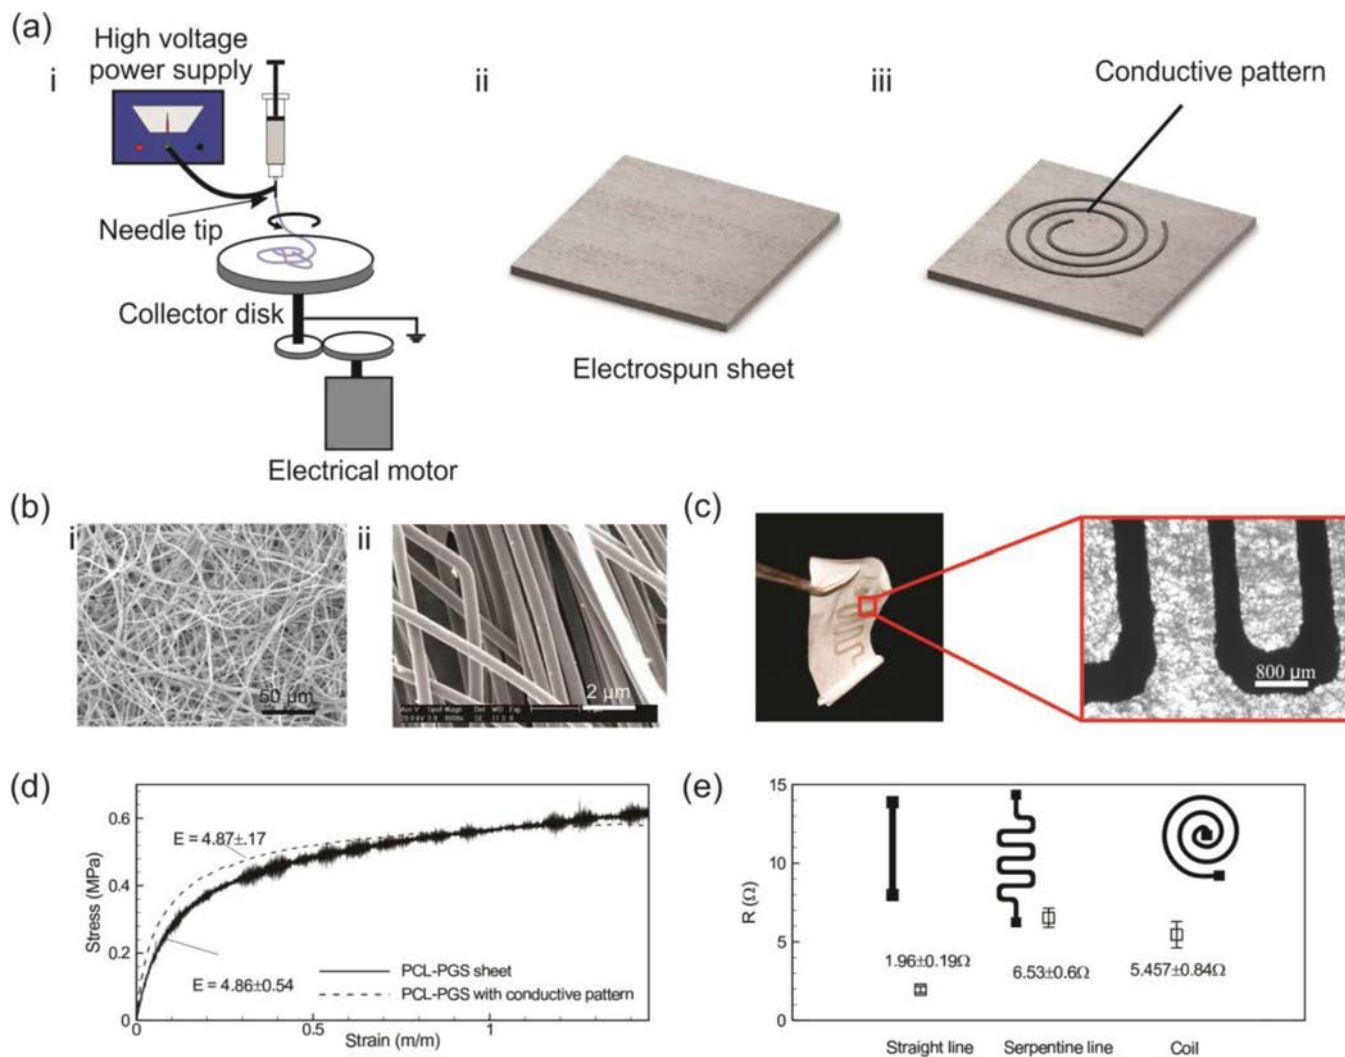 (a)
i
High voltage
power supply
Needle tip
Collector disk
Electrical motor
ii
Electrospun sheet
iii
Conductive pattern
(b)
i
50 µm
ii
2 µm
(c)
800 µm
(d)
Stress (MPa)
0.6
0.4
0.2
0
0
0.5
1
Strain (m/m)
E = 4.87±.17
E = 4.86±0.54
PCL-PGS sheet
PCL-PGS with conductive pattern
(e)
R (Ω)
15
10
5
0
1.96±0.19Ω
6.53±0.6Ω
5.457±0.84Ω
Straight line
Serpentine line
Coil